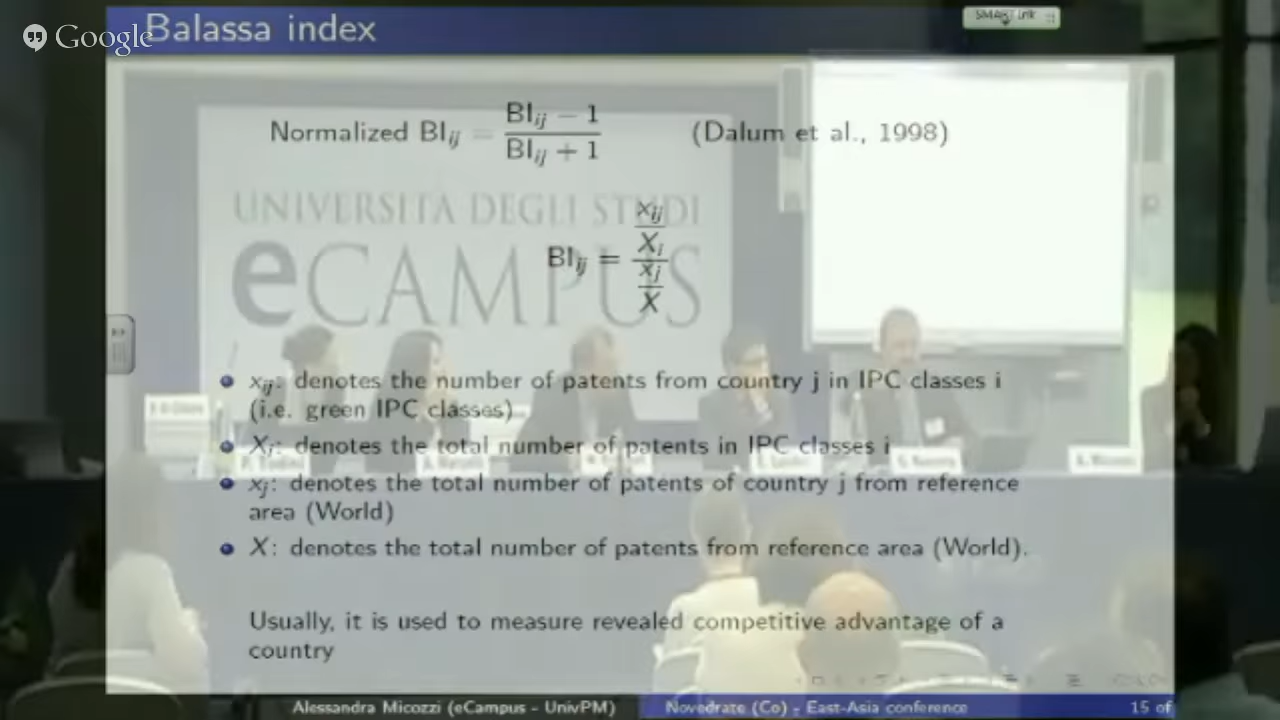 Google
Balassa index
SMART Ink
Normalized BI_ij = (BI_ij − 1) / (BI_ij + 1) (Dalum et al., 1998)
UNIVERSITÀ DEGLI STUDI
eCAMPUS
BI_ij = (x_ij / X_i) / (x_j / X)
x_ij: denotes the number of patents from country j in IPC classes i
(i.e. green IPC classes)
X_i: denotes the total number of patents in IPC classes i
x_j: denotes the total number of patents of country j from reference
area (World)
X: denotes the total number of patents from reference area (World).
Usually, it is used to measure revealed competitive advantage of a
country
Alessandra Micozzi (eCampus - UnivPM)
Novedrate (Co) - East-Asia conference
15 of